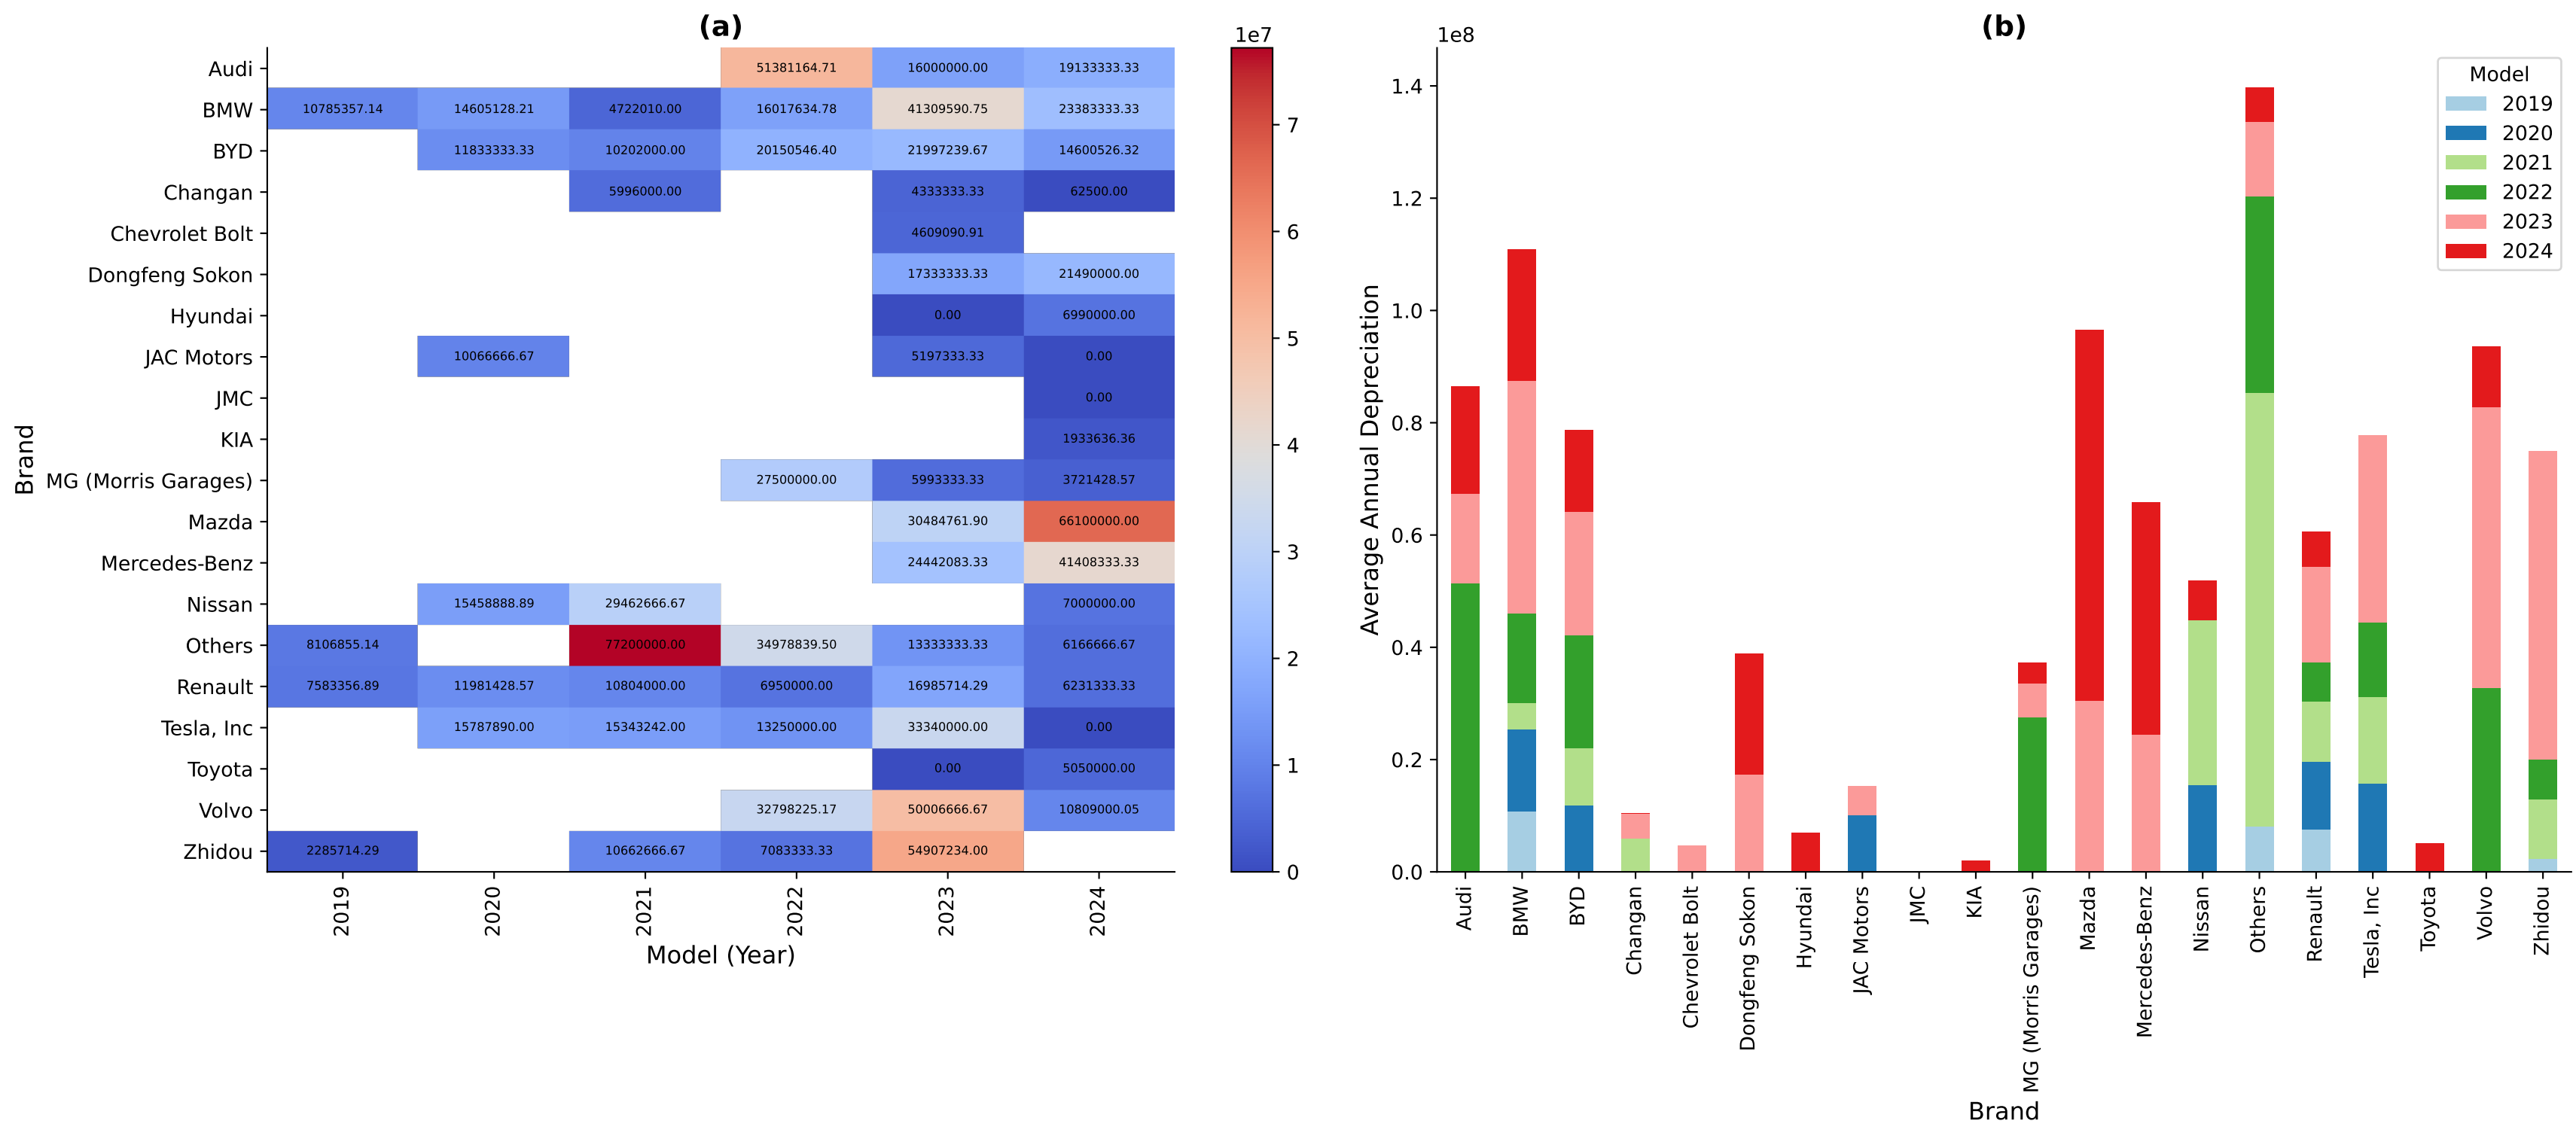 (a)
1e7
Audi 51381164.71 16000000.00 19133333.33
BMW 10785357.14 14605128.21 4722010.00 16017634.78 41309590.75 23383333.33
BYD 11833333.33 10202000.00 20150546.40 21997239.67 14600526.32
Changan 5996000.00 4333333.33 62500.00
Chevrolet Bolt 4609090.91
Dongfeng Sokon 17333333.33 21490000.00
Hyundai 0.00 6990000.00
JAC Motors 10066666.67 5197333.33 0.00
JMC 0.00
KIA 1933636.36
MG (Morris Garages) 27500000.00 5993333.33 3721428.57
Mazda 30484761.90 66100000.00
Mercedes-Benz 24442083.33 41408333.33
Nissan 15458888.89 29462666.67 7000000.00
Others 8106855.14 77200000.00 34978839.50 13333333.33 6166666.67
Renault 7583356.89 11981428.57 10804000.00 6950000.00 16985714.29 6231333.33
Tesla, Inc 15787890.00 15343242.00 13250000.00 33340000.00 0.00
Toyota 0.00 5050000.00
Volvo 32798225.17 50006666.67 10809000.05
Zhidou 2285714.29 10662666.67 7083333.33 54907234.00
Brand
2019 2020 2021 2022 2023 2024
Model (Year)
7
6
5
4
3
2
1
0
(b)
1e8
1.4
1.2
1.0
0.8
0.6
0.4
0.2
0.0
Average Annual Depreciation
Model
2019
2020
2021
2022
2023
2024
Audi
BMW
BYD
Changan
Chevrolet Bolt
Dongfeng Sokon
Hyundai
JAC Motors
JMC
KIA
MG (Morris Garages)
Mazda
Mercedes-Benz
Nissan
Others
Renault
Tesla, Inc
Toyota
Volvo
Zhidou
Brand